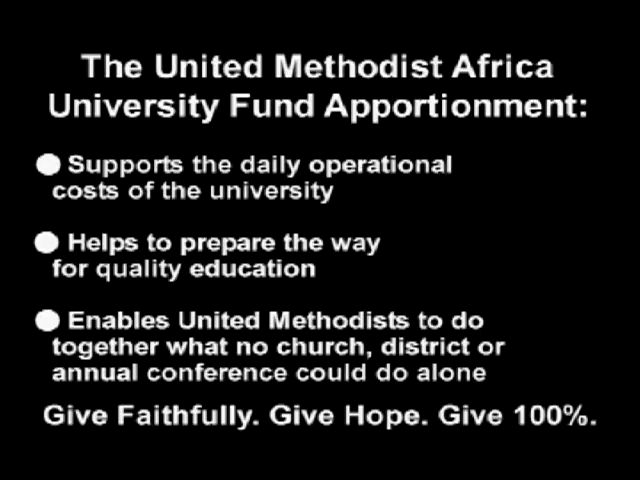 The United Methodist Africa
University Fund Apportionment:
● Supports the daily operational
costs of the university
● Helps to prepare the way
for quality education
● Enables United Methodists to do
together what no church, district or
annual conference could do alone
Give Faithfully. Give Hope. Give 100%.